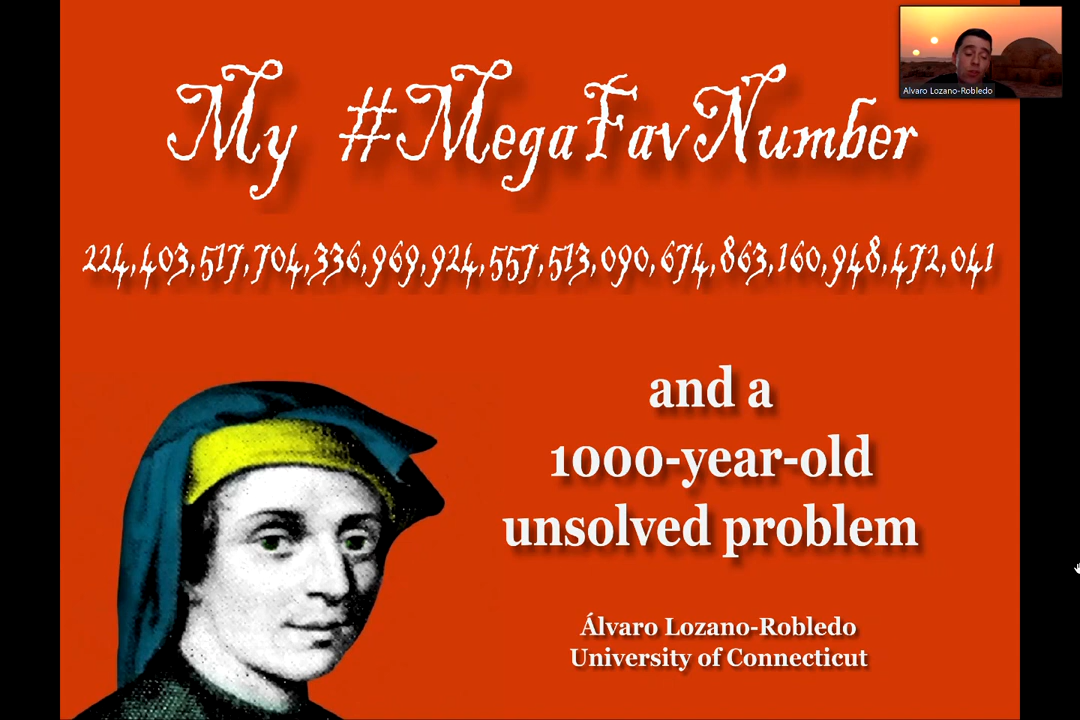 Alvaro Lozano-Robledo
My #MegaFavNumber
224,403,517,704,336,969,924,557,513,090,674,863,160,948,472,041
and a
1000-year-old
unsolved problem
Álvaro Lozano-Robledo
University of Connecticut